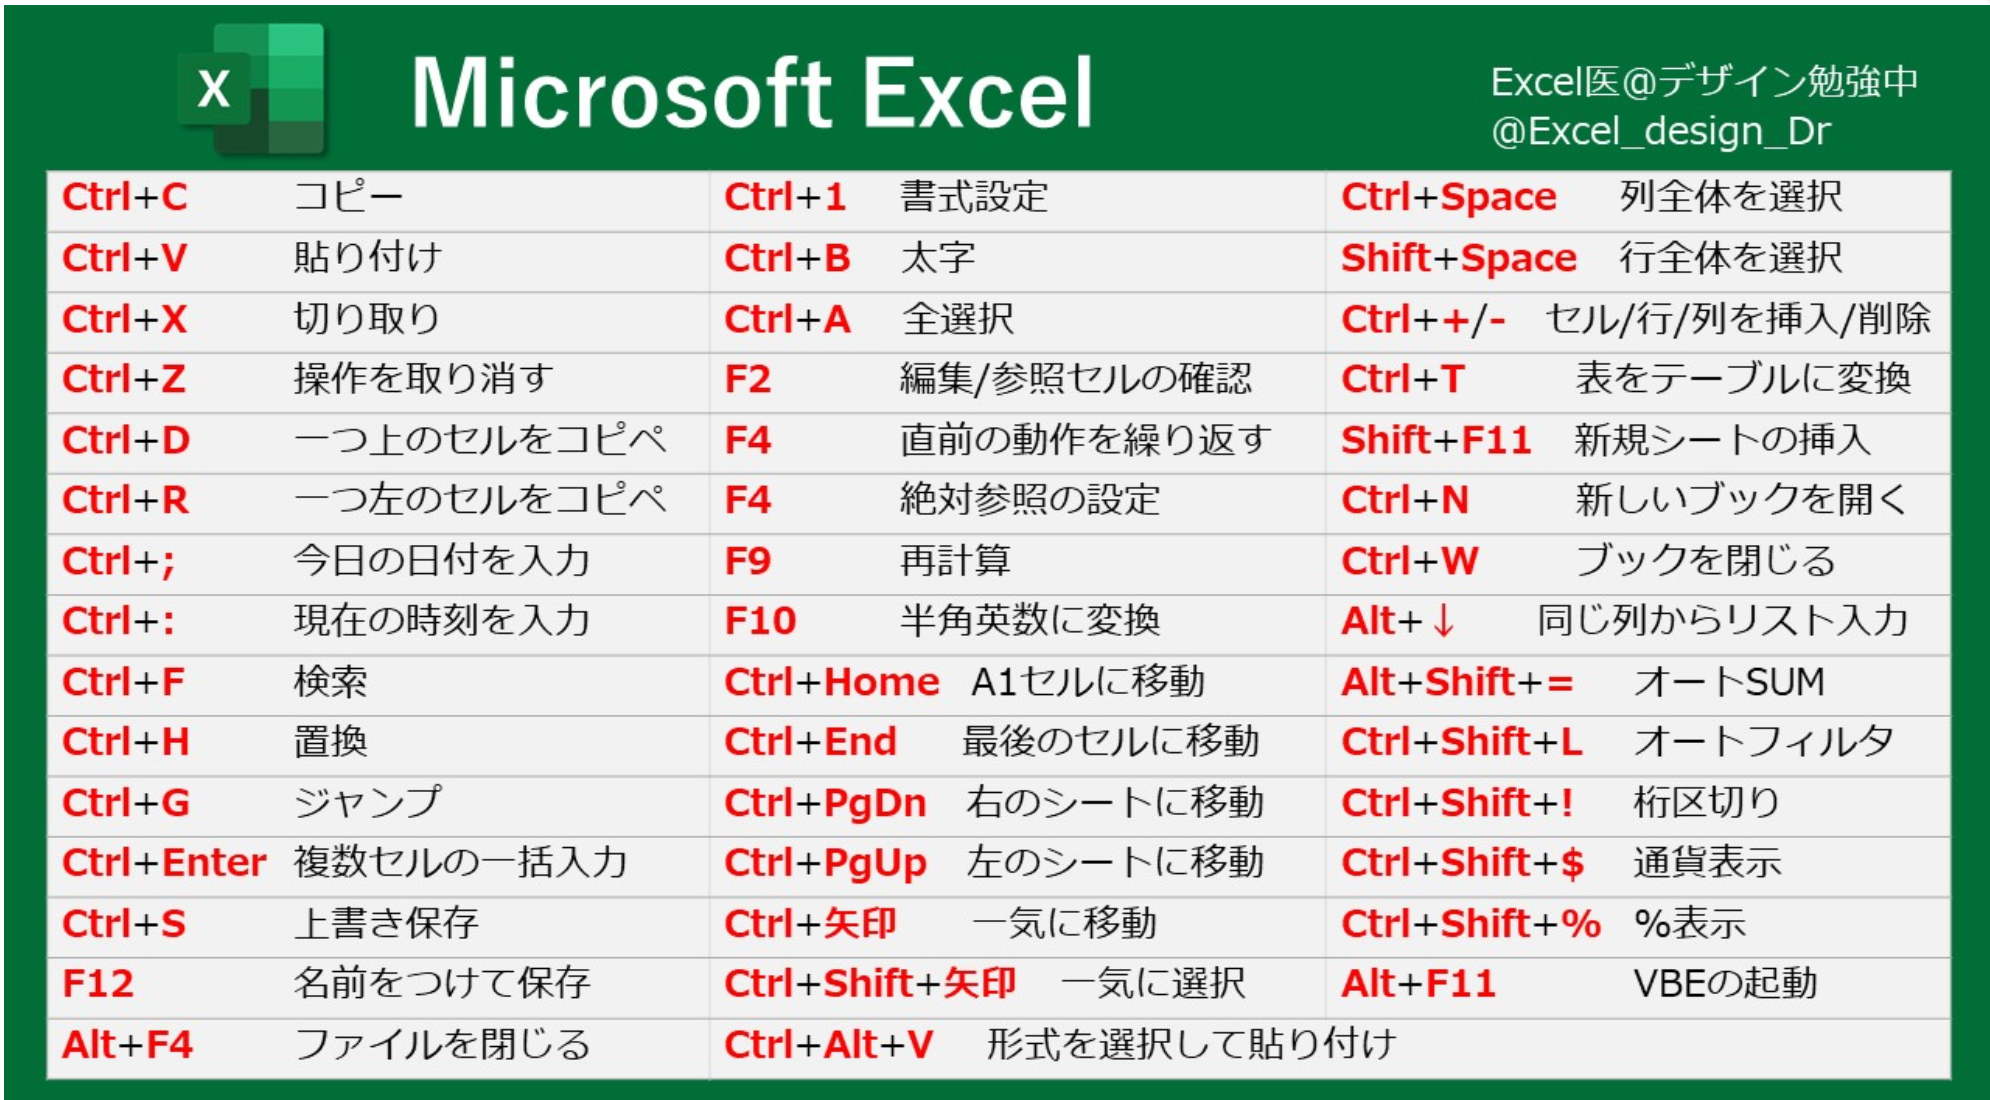 X
Microsoft Excel
Excel医@デザイン勉強中
@Excel_design_Dr
Ctrl+C コピー
Ctrl+V 貼り付け
Ctrl+X 切り取り
Ctrl+Z 操作を取り消す
Ctrl+D 一つ上のセルをコピペ
Ctrl+R 一つ左のセルをコピペ
Ctrl+; 今日の日付を入力
Ctrl+: 現在の時刻を入力
Ctrl+F 検索
Ctrl+H 置換
Ctrl+G ジャンプ
Ctrl+Enter 複数セルの一括入力
Ctrl+S 上書き保存
F12 名前をつけて保存
Alt+F4 ファイルを閉じる
Ctrl+1 書式設定
Ctrl+B 太字
Ctrl+A 全選択
F2 編集/参照セルの確認
F4 直前の動作を繰り返す
F4 絶対参照の設定
F9 再計算
F10 半角英数に変換
Ctrl+Home A1セルに移動
Ctrl+End 最後のセルに移動
Ctrl+PgDn 右のシートに移動
Ctrl+PgUp 左のシートに移動
Ctrl+矢印 一気に移動
Ctrl+Shift+矢印 一気に選択
Ctrl+Alt+V 形式を選択して貼り付け
Ctrl+Space 列全体を選択
Shift+Space 行全体を選択
Ctrl++/- セル/行/列を挿入/削除
Ctrl+T 表をテーブルに変換
Shift+F11 新規シートの挿入
Ctrl+N 新しいブックを開く
Ctrl+W ブックを閉じる
Alt+↓ 同じ列からリスト入力
Alt+Shift+= オートSUM
Ctrl+Shift+L オートフィルタ
Ctrl+Shift+! 桁区切り
Ctrl+Shift+$ 通貨表示
Ctrl+Shift+% %表示
Alt+F11 VBEの起動